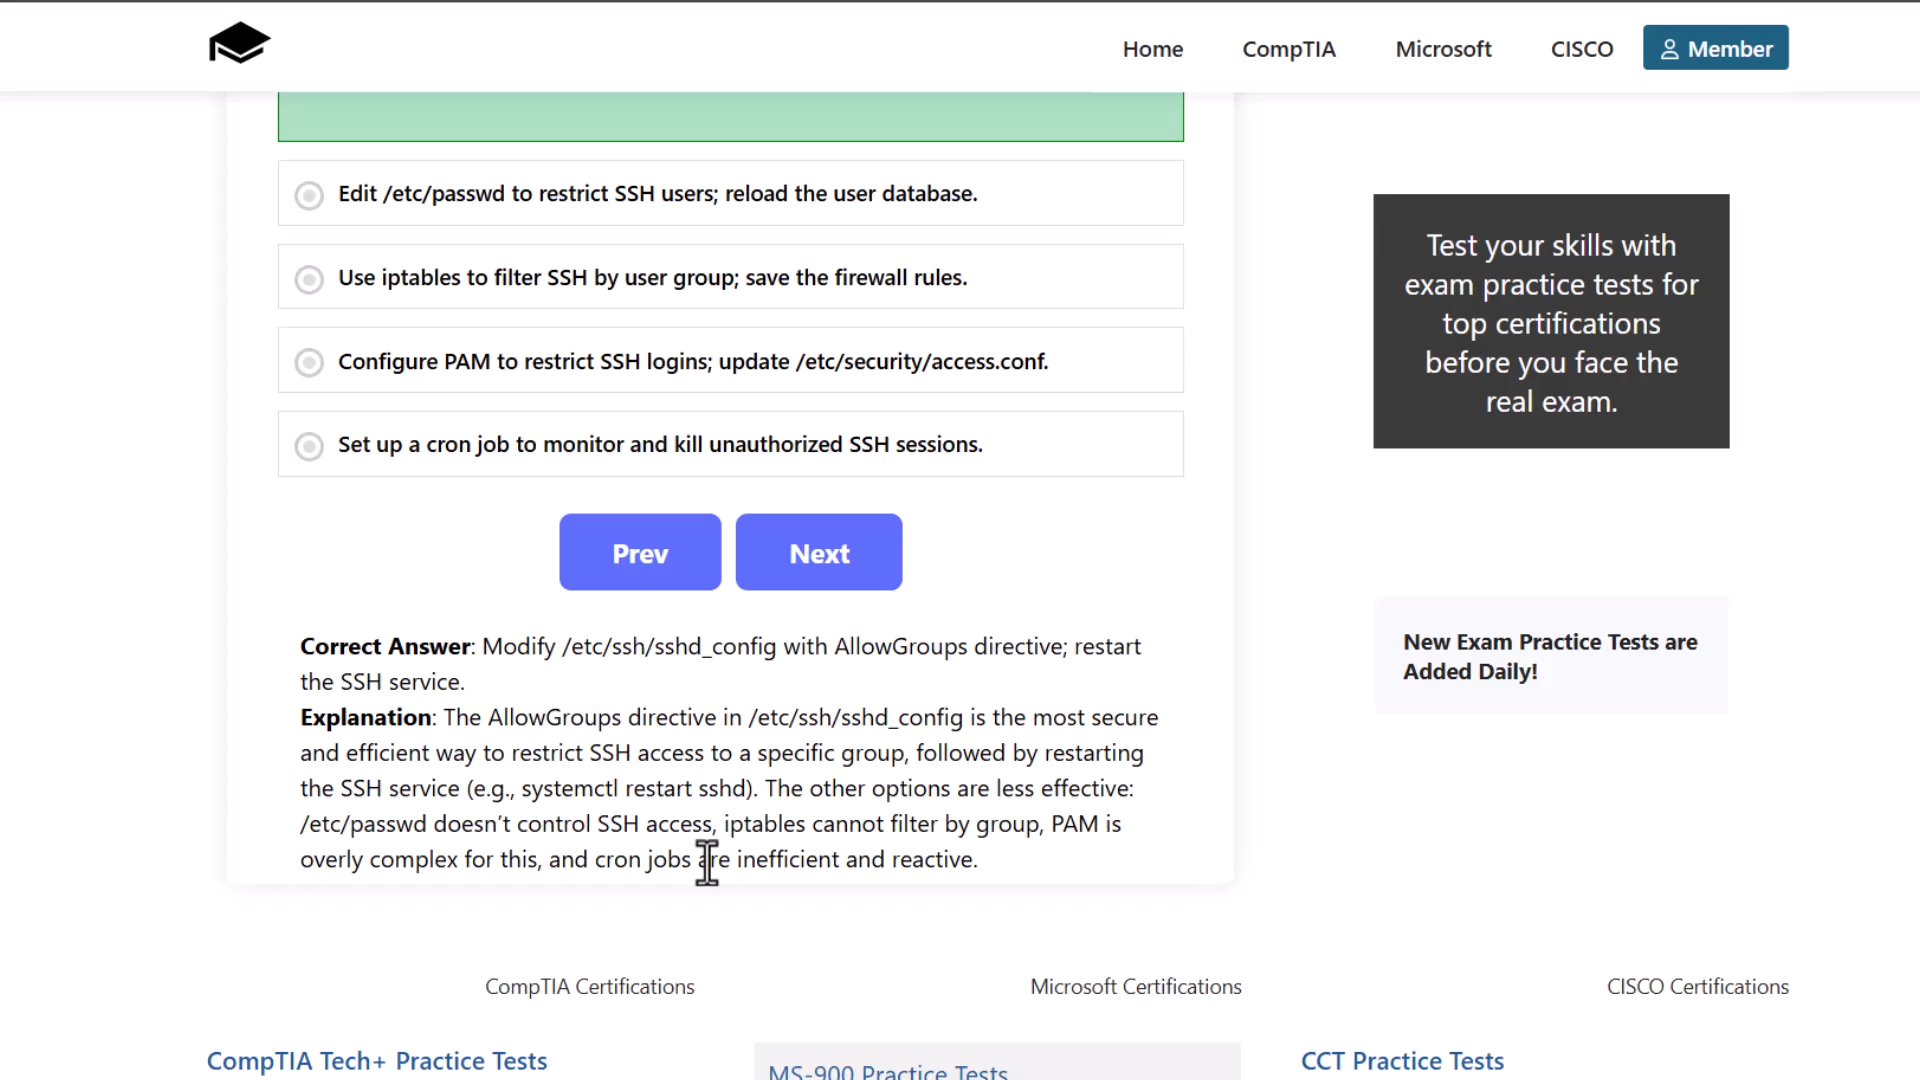 Home CompTIA Microsoft CISCO Member
Edit /etc/passwd to restrict SSH users; reload the user database.
Use iptables to filter SSH by user group; save the firewall rules.
Configure PAM to restrict SSH logins; update /etc/security/access.conf.
Set up a cron job to monitor and kill unauthorized SSH sessions.
Prev Next
Correct Answer: Modify /etc/ssh/sshd_config with AllowGroups directive; restart
the SSH service.
Explanation: The AllowGroups directive in /etc/ssh/sshd_config is the most secure
and efficient way to restrict SSH access to a specific group, followed by restarting
the SSH service (e.g., systemctl restart sshd). The other options are less effective:
/etc/passwd doesn’t control SSH access, iptables cannot filter by group, PAM is
overly complex for this, and cron jobs are inefficient and reactive.
Test your skills with
exam practice tests for
top certifications
before you face the
real exam.
New Exam Practice Tests are
Added Daily!
CompTIA Certifications Microsoft Certifications CISCO Certifications
CompTIA Tech+ Practice Tests
MS-900 Practice Tests
CCT Practice Tests